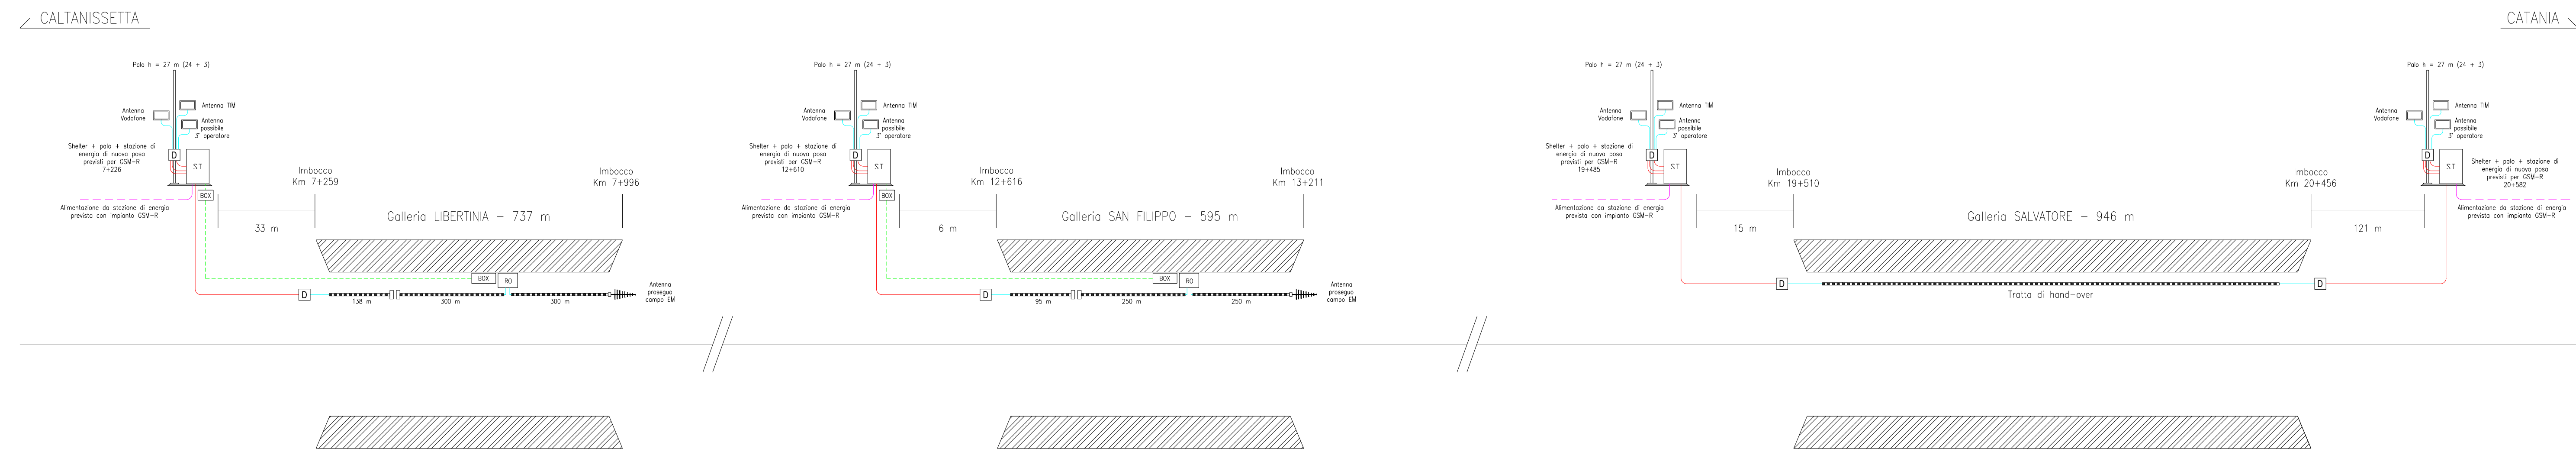 CALTANISSETTA
CATANIA
Palo h = 27 m (24 + 3)
Antenna TIM
Antenna
Vodafone
Antenna
possibile
3° operatore
D
Shelter + palo + stazione di
energia di nuova posa
previsti per GSM-R
7+226
ST
BOX
Alimentazione da stazione di energia
prevista con impianto GSM-R
33 m
Imbocco
Km 7+259
Galleria LIBERTINIA - 737 m
Imbocco
Km 7+996
BOX
RO
D
138 m
300 m
300 m
Antenna
prosegua
campo EM
Palo h = 27 m (24 + 3)
Antenna TIM
Antenna
Vodafone
Antenna
possibile
3° operatore
D
Shelter + palo + stazione di
energia di nuova posa
previsti per GSM-R
12+610
ST
BOX
Alimentazione da stazione di energia
prevista con impianto GSM-R
6 m
Imbocco
Km 12+616
Galleria SAN FILIPPO - 595 m
Imbocco
Km 13+211
BOX
RO
D
95 m
250 m
250 m
Antenna
prosegua
campo EM
Palo h = 27 m (24 + 3)
Antenna TIM
Antenna
Vodafone
Antenna
possibile
3° operatore
D
Shelter + palo + stazione di
energia di nuova posa
previsti per GSM-R
19+485
ST
Alimentazione da stazione di energia
prevista con impianto GSM-R
15 m
Imbocco
Km 19+510
Galleria SALVATORE - 946 m
Imbocco
Km 20+456
D
Tratta di hand-over
D
121 m
Palo h = 27 m (24 + 3)
Antenna TIM
Antenna
Vodafone
Antenna
possibile
3° operatore
D
ST
Shelter + palo + stazione di
energia di nuova posa
previsti per GSM-R
20+582
Alimentazione da stazione di energia
prevista con impianto GSM-R